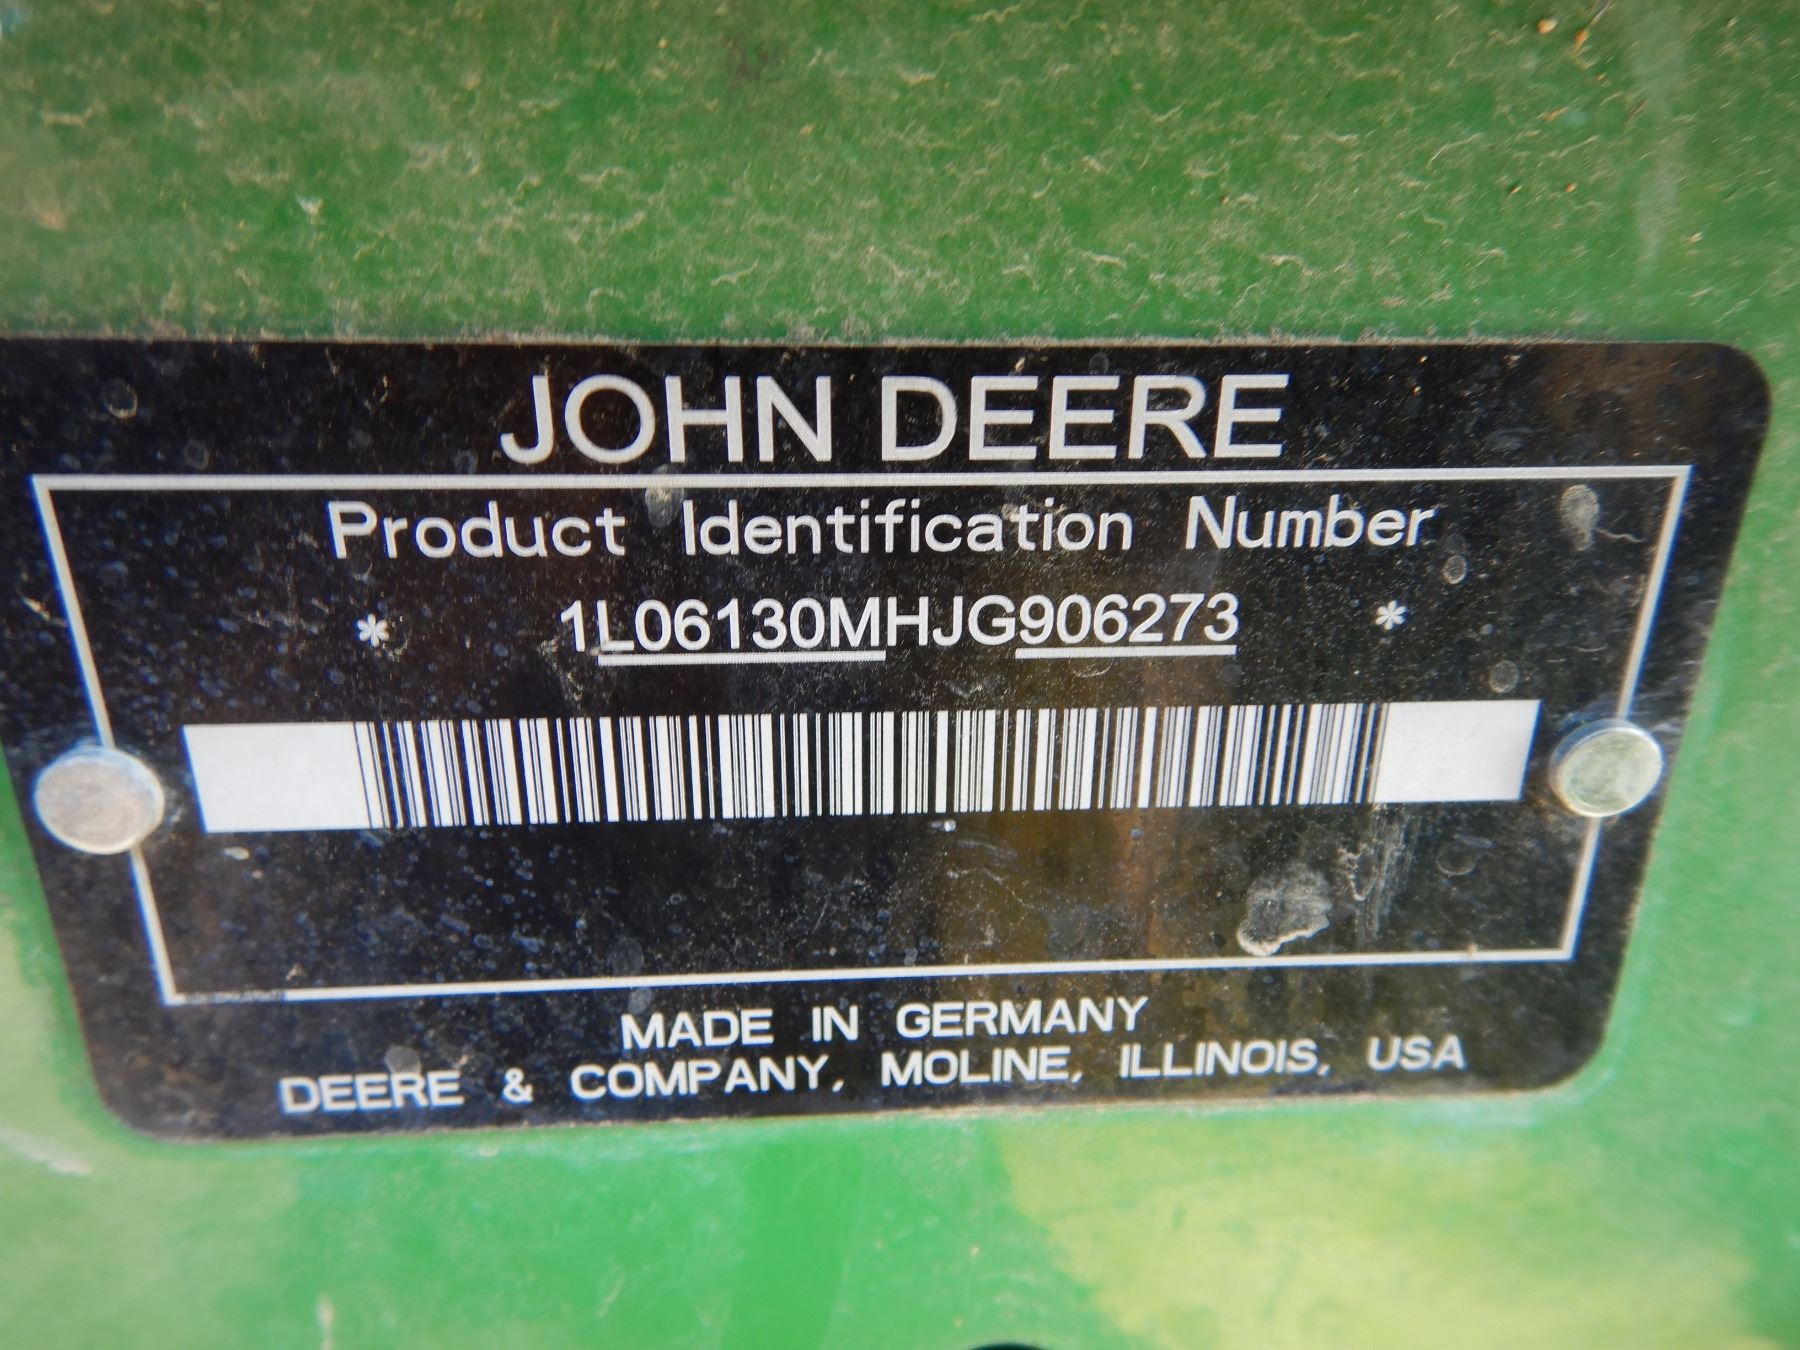 JOHN DEERE
Product Identification Number
* 1L06130MHJG906273 *
MADE IN GERMANY
DEERE & COMPANY, MOLINE, ILLINOIS, USA